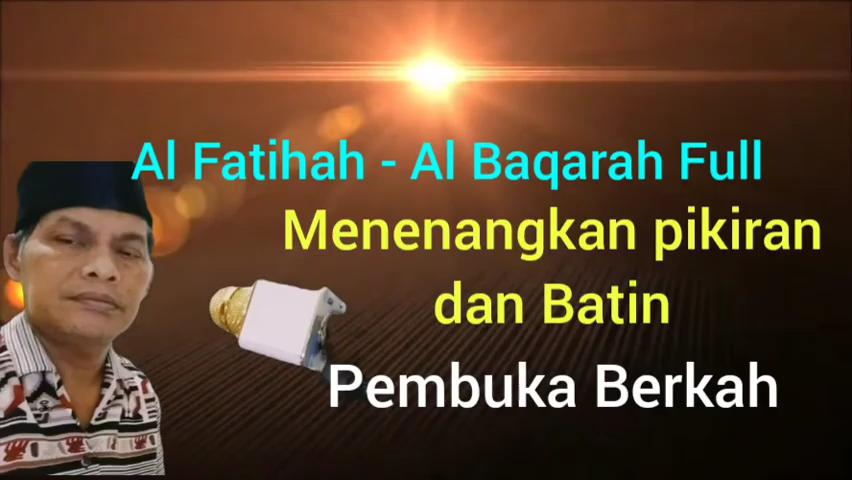 Al Fatihah - Al Baqarah Full
Menenangkan pikiran
dan Batin
Pembuka Berkah